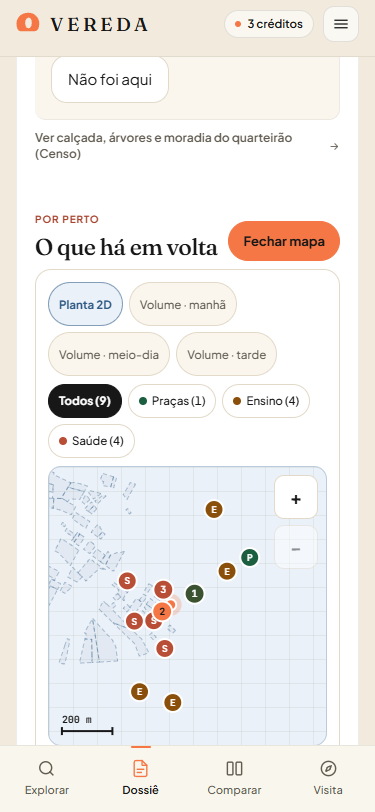 VEREDA
3 créditos
Não foi aqui
Ver calçada, árvores e moradia do quarteirão
(Censo)
→
POR PERTO
O que há em volta
Fechar mapa
Planta 2D
Volume · manhã
Volume · meio-dia
Volume · tarde
Todos (9)
Praças (1)
Ensino (4)
Saúde (4)
+
−
E
P
E
S
3
1
2
S
S
S
E
E
200 m
Explorar
Dossiê
Comparar
Visita